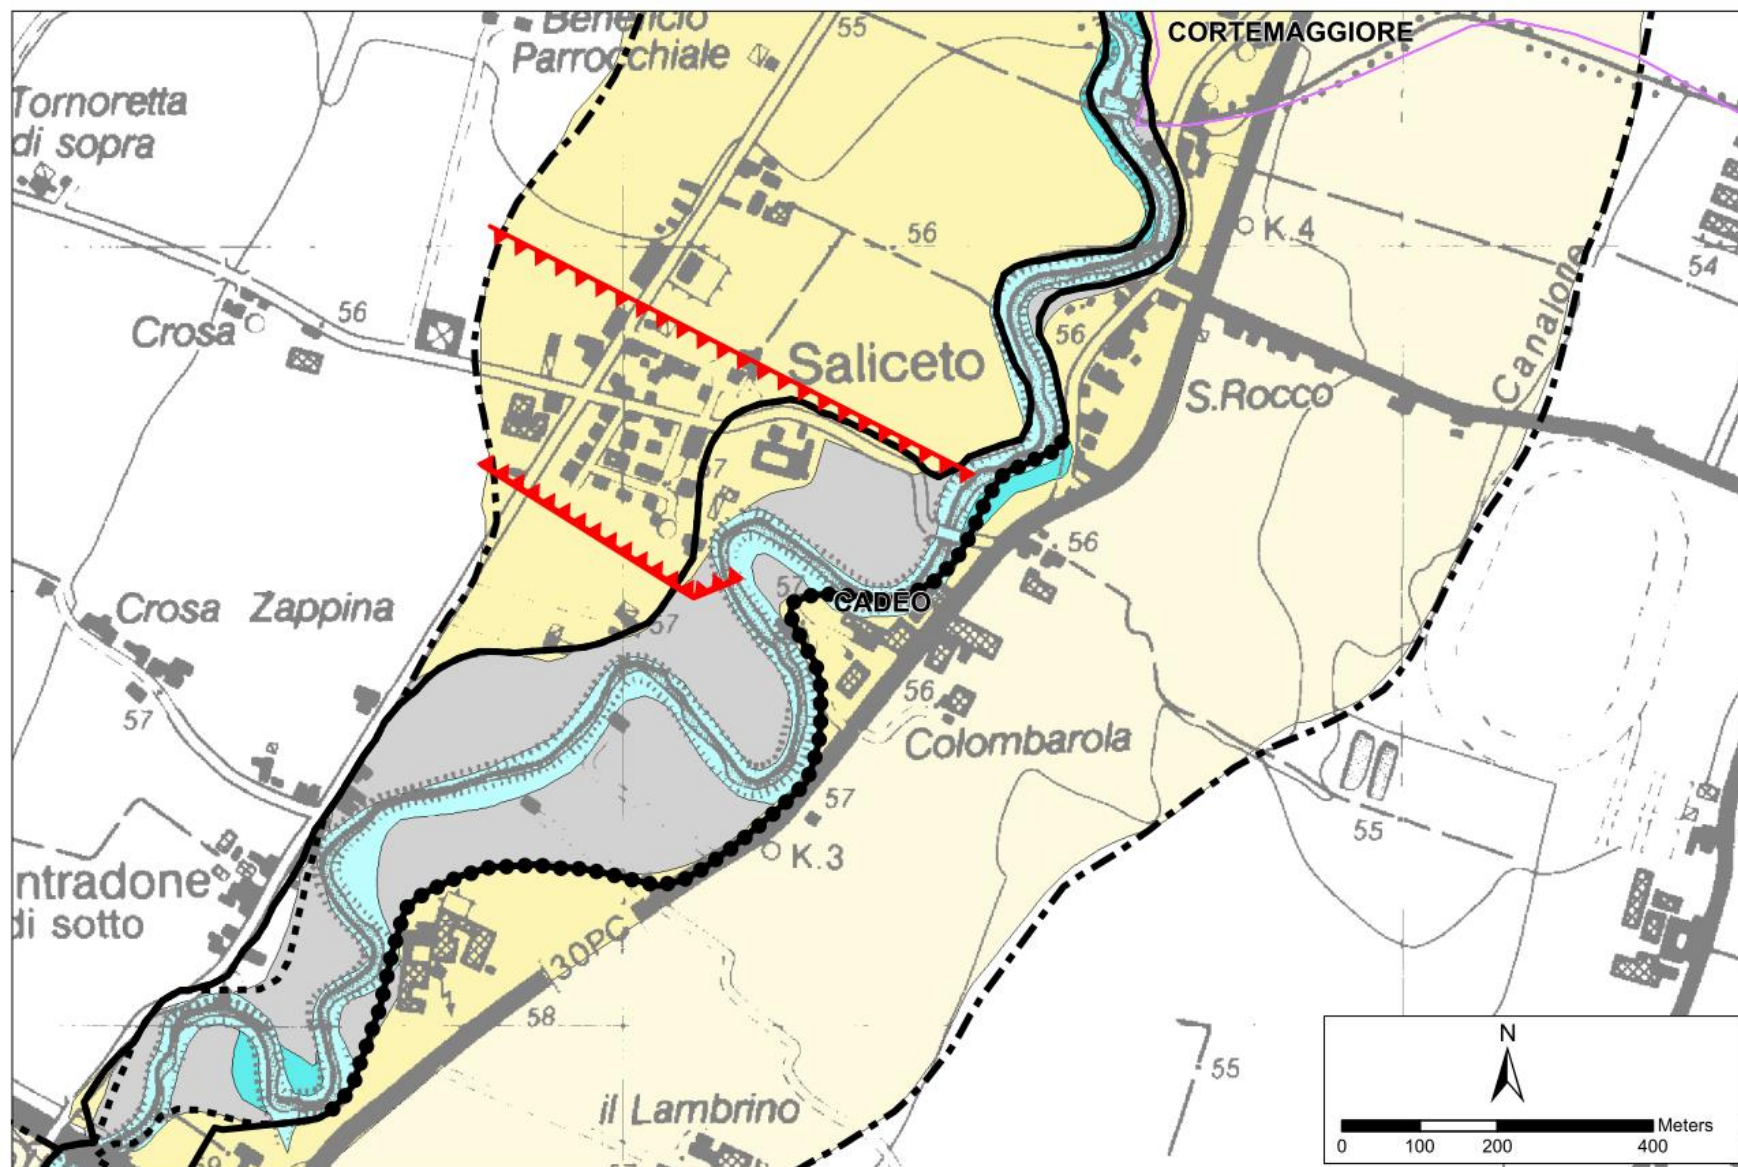 Beneficio
Parrocchiale
55
CORTEMAGGIORE
Tornoretta
di sopra
56
K.4
54
Canalone
56
Crosa
56
Saliceto
S.Rocco
57
56
57
CADEO
Crosa Zappina
57
57
56
Colombarola
57
55
K.3
ntradone
di sotto
30PC
58
55
il Lambrino
N
Meters
0 100 200 400